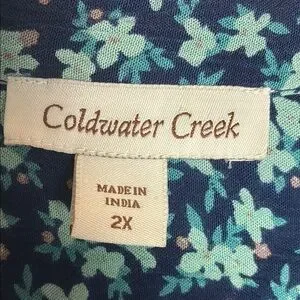 Coldwater Creek
MADE IN
INDIA
2X